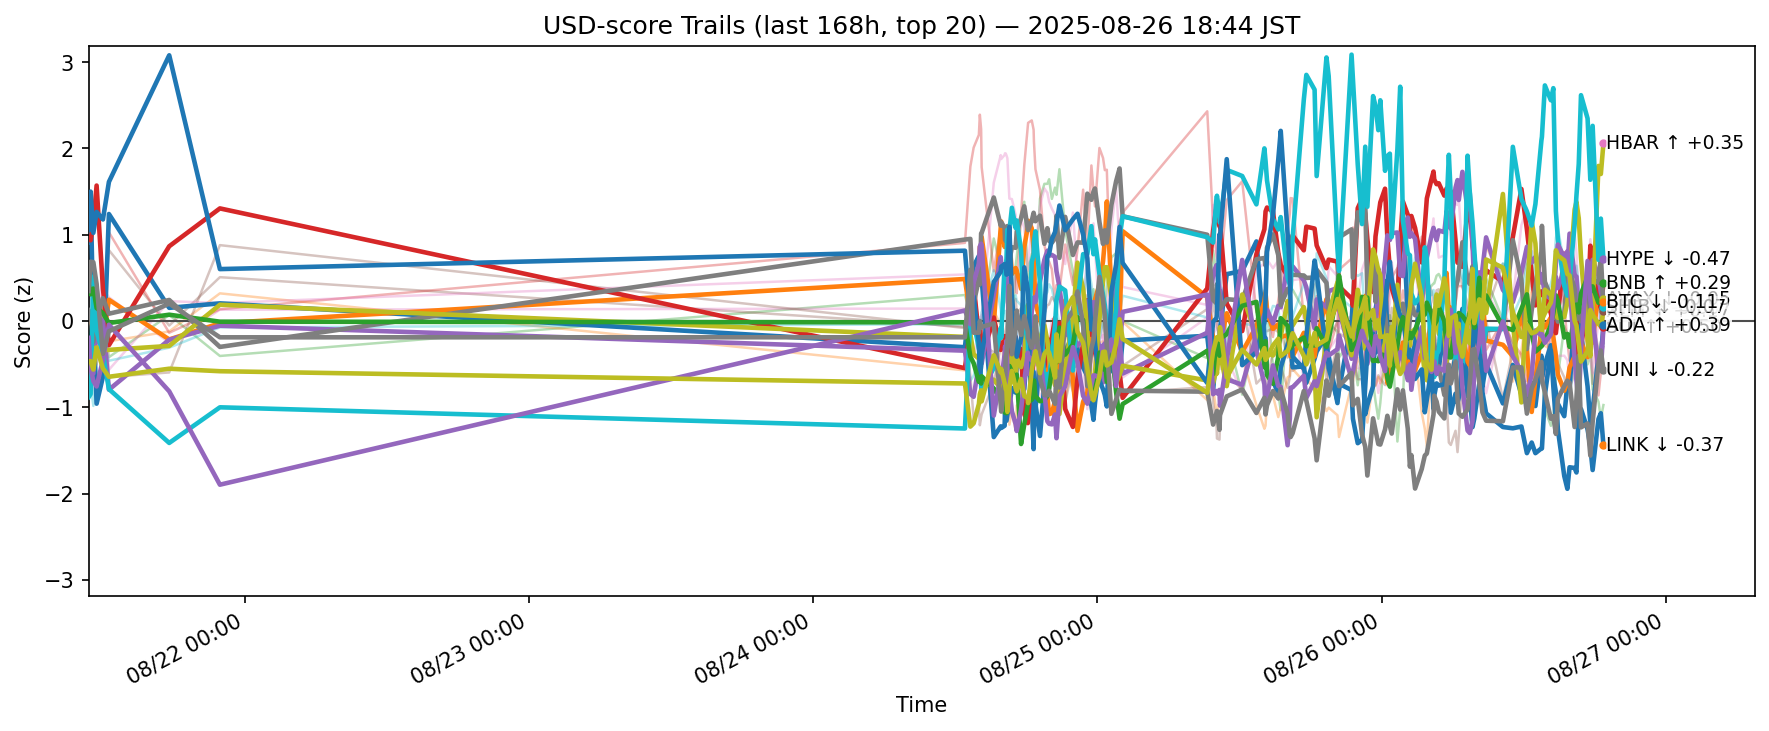 USD-score Trails (last 168h, top 20) — 2025-08-26 18:44 JST
Score (z)
3
2
1
0
−1
−2
−3
HBAR ↑ +0.35
HYPE ↓ -0.47
BNB ↑ +0.29
BTC ↓
ADA ↑ +0.39
UNI ↓ -0.22
LINK ↓ -0.37
08/22 00:00
08/23 00:00
08/24 00:00
08/25 00:00
08/26 00:00
08/27 00:00
Time